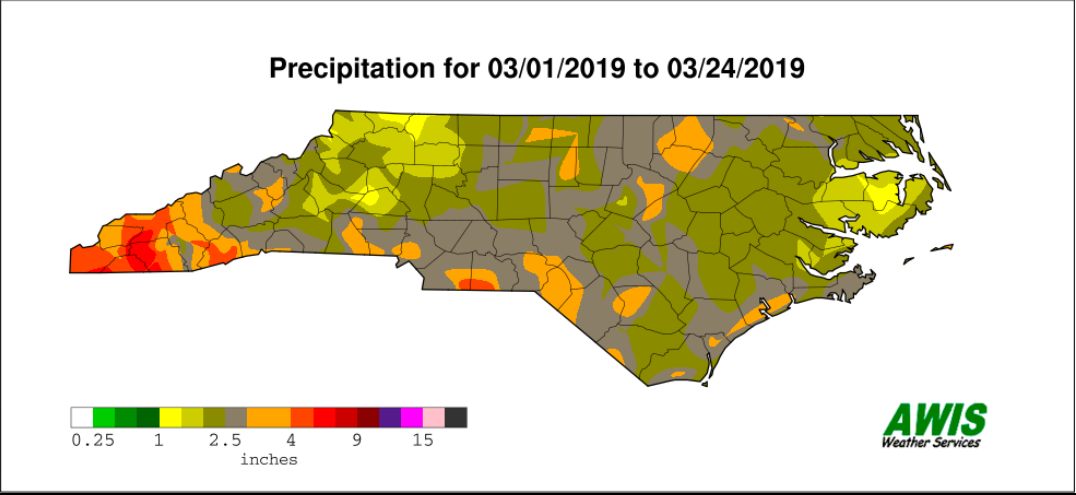 Precipitation for 03/01/2019 to 03/24/2019
0.25 1 2.5 4 9 15
inches
AWIS
Weather Services